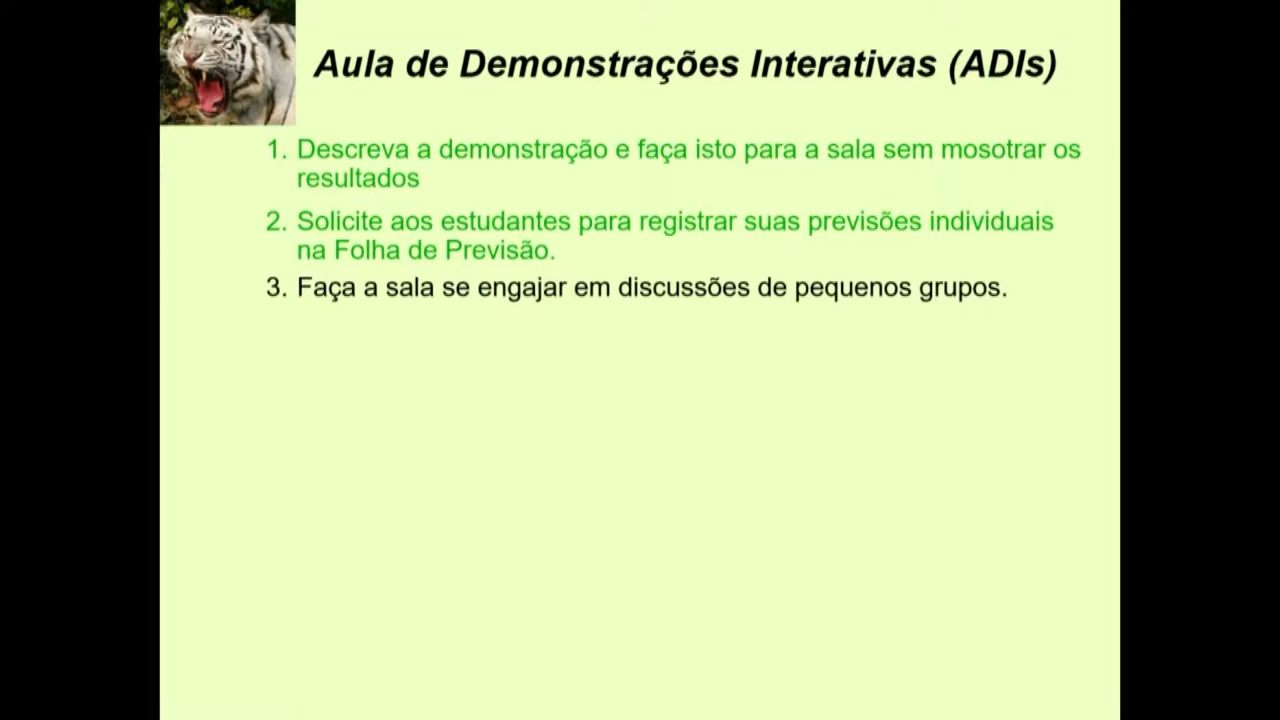 Aula de Demonstrações Interativas (ADIs)
1. Descreva a demonstração e faça isto para a sala sem mosotrar os
resultados
2. Solicite aos estudantes para registrar suas previsões individuais
na Folha de Previsão.
3. Faça a sala se engajar em discussões de pequenos grupos.